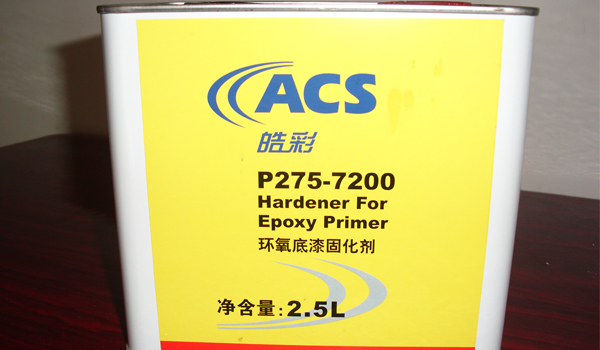 ACS
皓彩
P275-7200
Hardener For
Epoxy Primer
环氧底漆固化剂
净含量: 2.5L